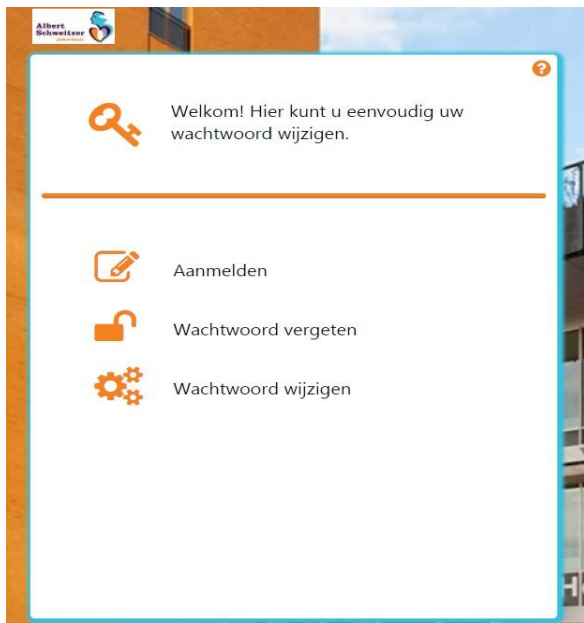 Albert
Schweitzer
?
Welkom! Hier kunt u eenvoudig uw
wachtwoord wijzigen.
Aanmelden
Wachtwoord vergeten
Wachtwoord wijzigen